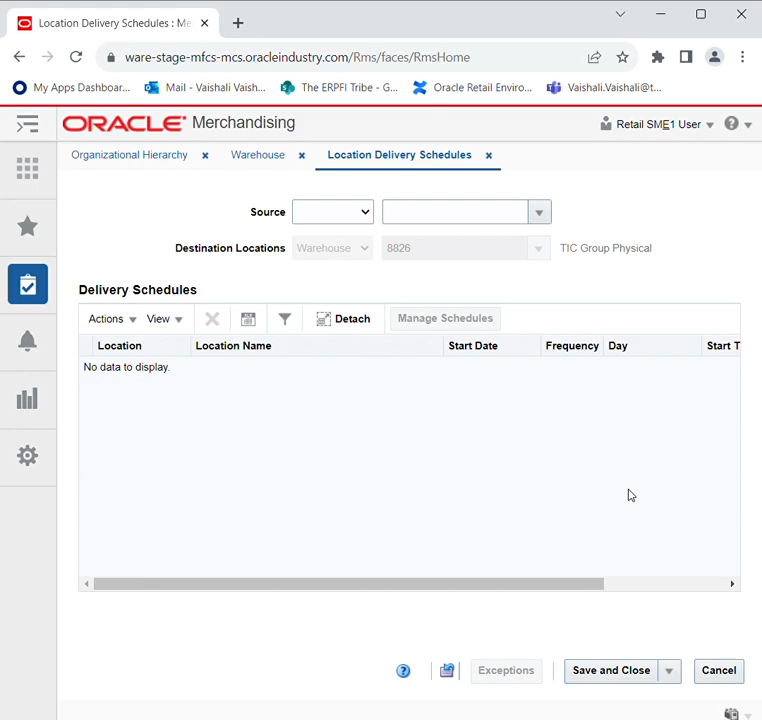 Location Delivery Schedules : Me
ware-stage-mfcs-mcs.oracleindustry.com/Rms/faces/RmsHome
My Apps Dashboar... Mail - Vaishali Vaish... The ERPFI Tribe - G... Oracle Retail Enviro... Vaishali.Vaishali@t...
ORACLE Merchandising
Retail SME1 User
Organizational Hierarchy Warehouse Location Delivery Schedules
Source
Destination Locations Warehouse 8826 TIC Group Physical
Delivery Schedules
Actions View Detach Manage Schedules
Location Location Name Start Date Frequency Day Start T
No data to display.
Exceptions Save and Close Cancel